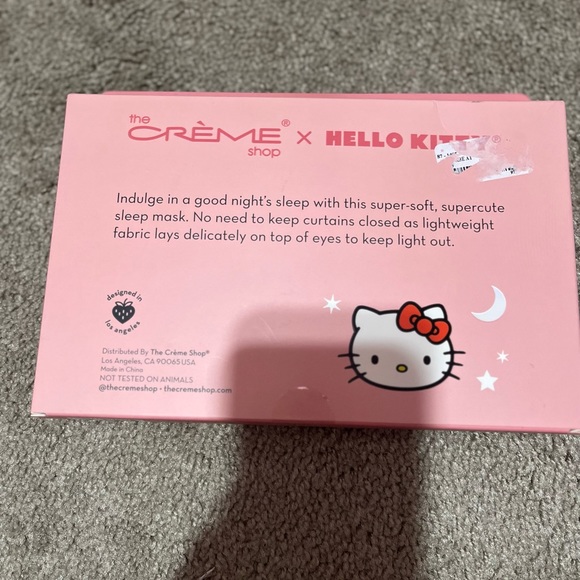 the
CRÈME® × HELLO KITTY®
shop
Indulge in a good night's sleep with this super-soft, supercute
sleep mask. No need to keep curtains closed as lightweight
fabric lays delicately on top of eyes to keep light out.
designed in
los angeles
Distributed By The Crème Shop®
Los Angeles, CA 90065 USA
Made in China
NOT TESTED ON ANIMALS
@thecremeshop • thecremeshop.com